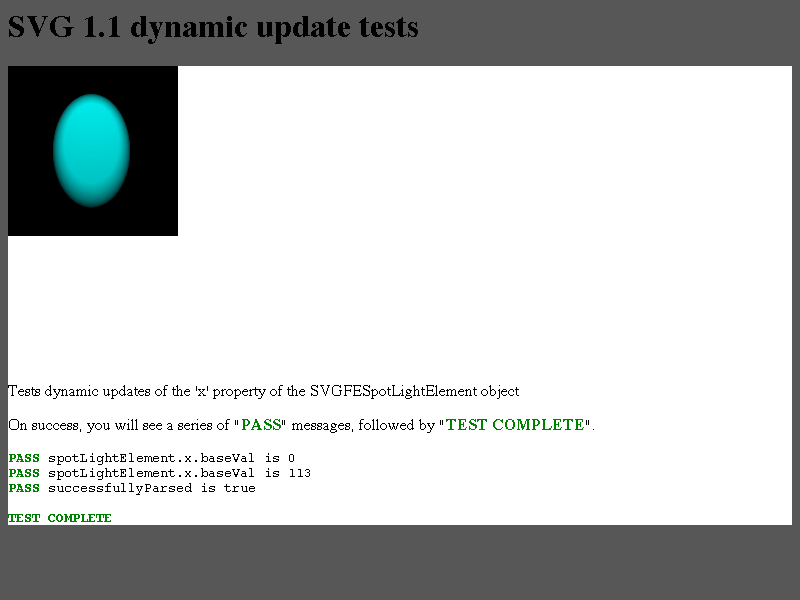 SVG 1.1 dynamic update tests
Tests dynamic updates of the 'x' property of the SVGFESpotLightElement object
On success, you will see a series of "PASS" messages, followed by "TEST COMPLETE".
PASS spotLightElement.x.baseVal is 0
PASS spotLightElement.x.baseVal is 113
PASS successfullyParsed is true
TEST COMPLETE